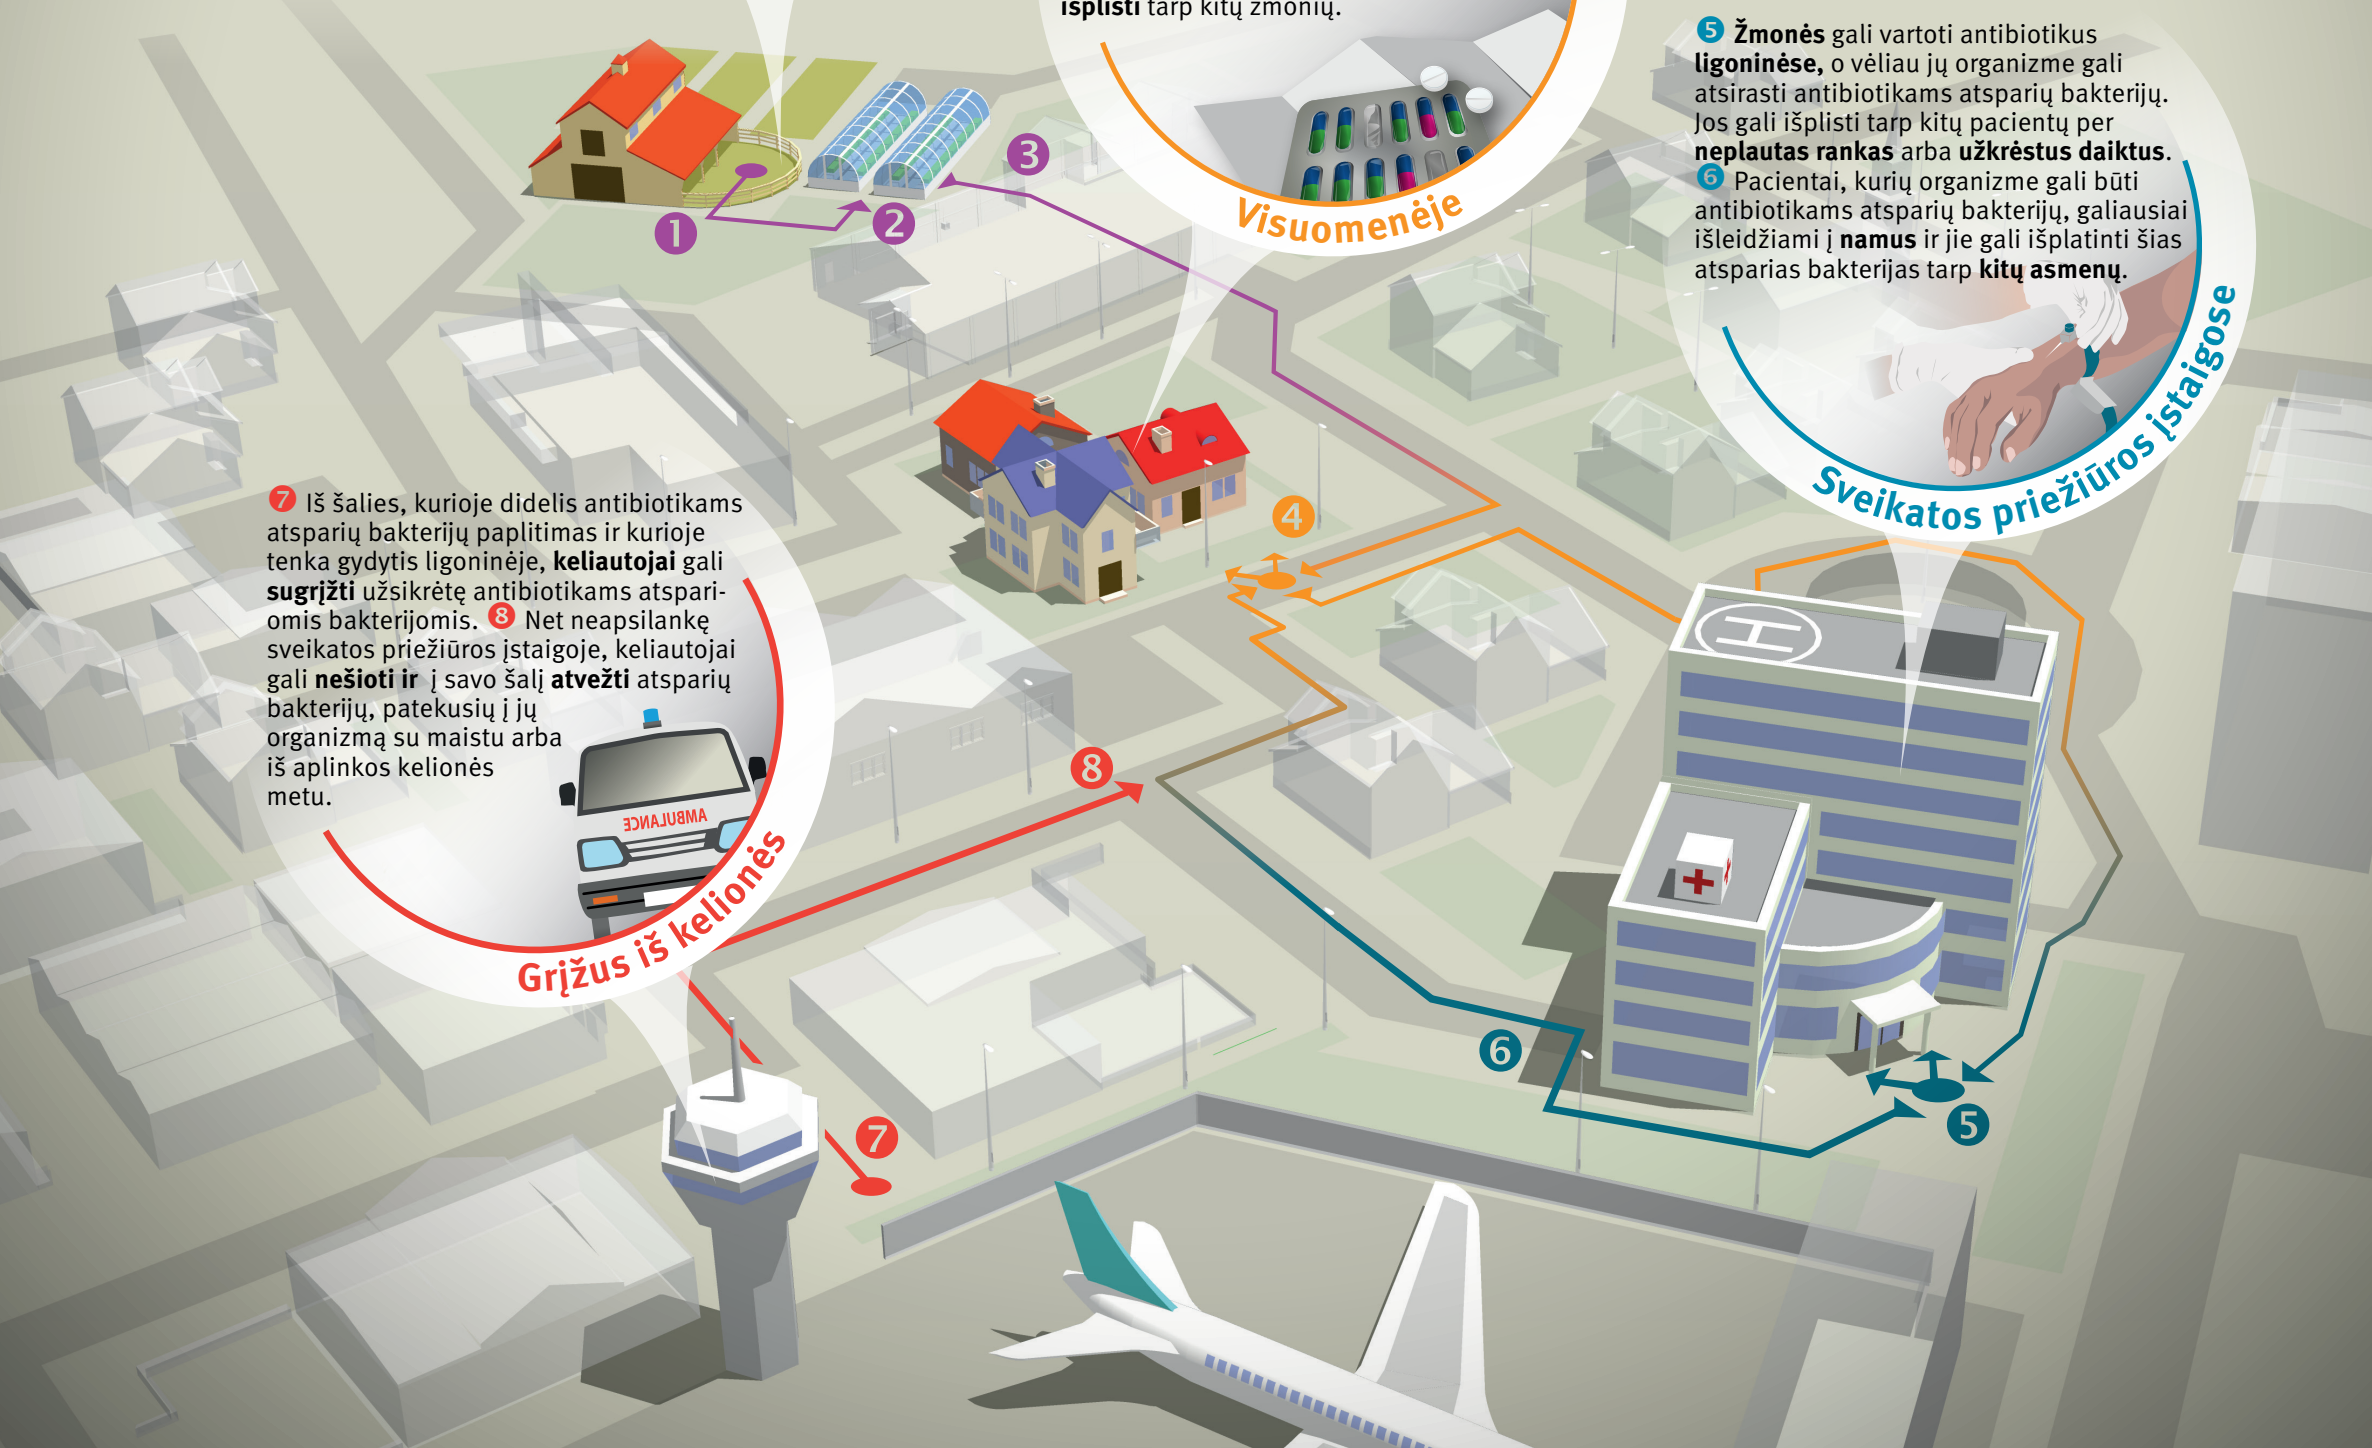 išplisti tarp kitų žmonių.
Visuomenėje
5 Žmonės gali vartoti antibiotikus
ligoninėse, o vėliau jų organizme gali
atsirasti antibiotikams atsparių bakterijų.
Jos gali išplisti tarp kitų pacientų per
neplautas rankas arba užkrėstus daiktus.
6 Pacientai, kurių organizme gali būti
antibiotikams atsparių bakterijų, galiausiai
išleidžiami į namus ir jie gali išplatinti šias
atsparias bakterijas tarp kitų asmenų.
Sveikatos priežiūros įstaigose
1
2
3
4
7 Iš šalies, kurioje didelis antibiotikams
atsparių bakterijų paplitimas ir kurioje
tenka gydytis ligoninėje, keliautojai gali
sugrįžti užsikrėtę antibiotikams atspari-
omis bakterijomis. 8 Net neapsilankę
sveikatos priežiūros įstaigoje, keliautojai
gali nešioti ir į savo šalį atvežti atsparių
bakterijų, patekusių į jų
organizmą su maistu arba
iš aplinkos kelionės
metu.
AMBULANCE
Grįžus iš kelionės
8
H
6
5
7